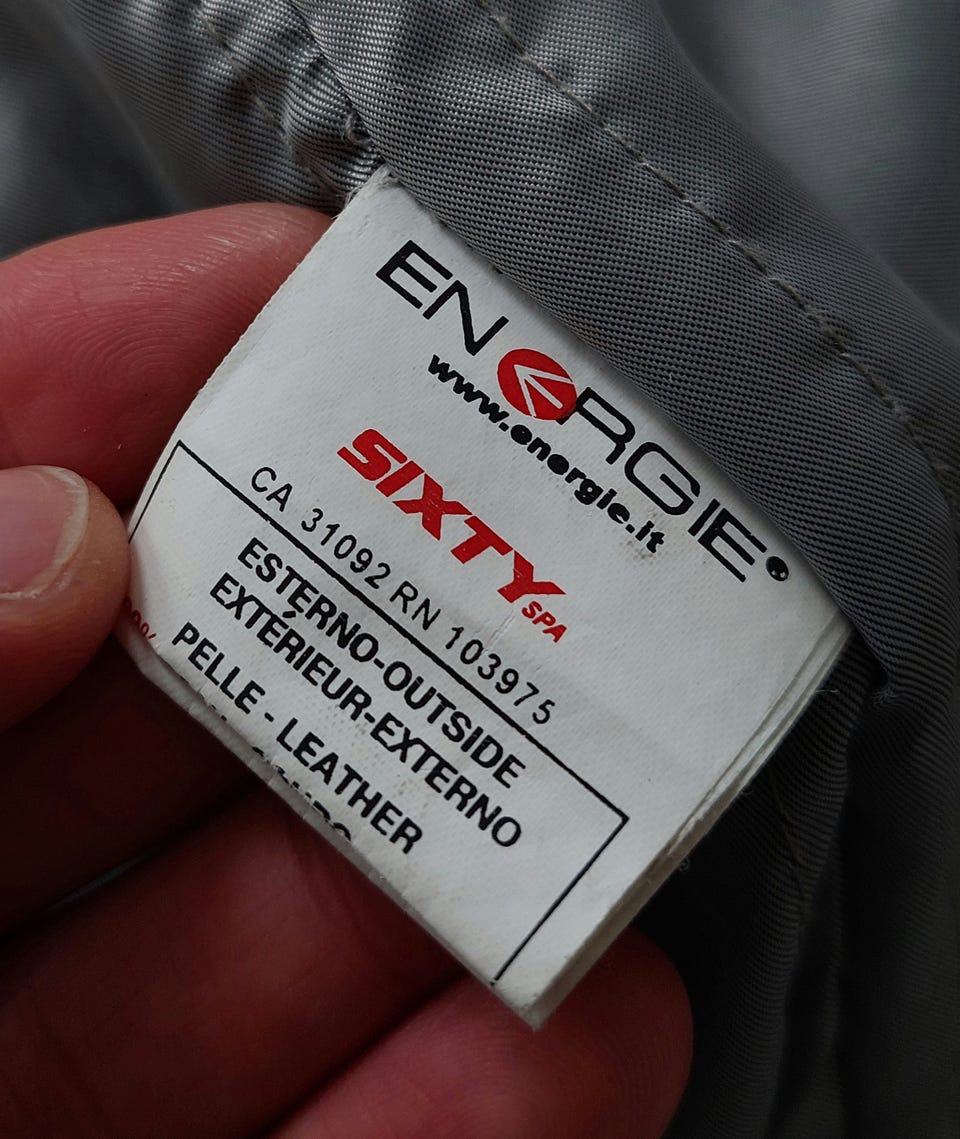 ENERGIE
www.energie.it
SIXTY SPA
CA 31092 RN 103975
ESTERNO-OUTSIDE
EXTÉRIEUR-EXTERNO
PELLE - LEATHER